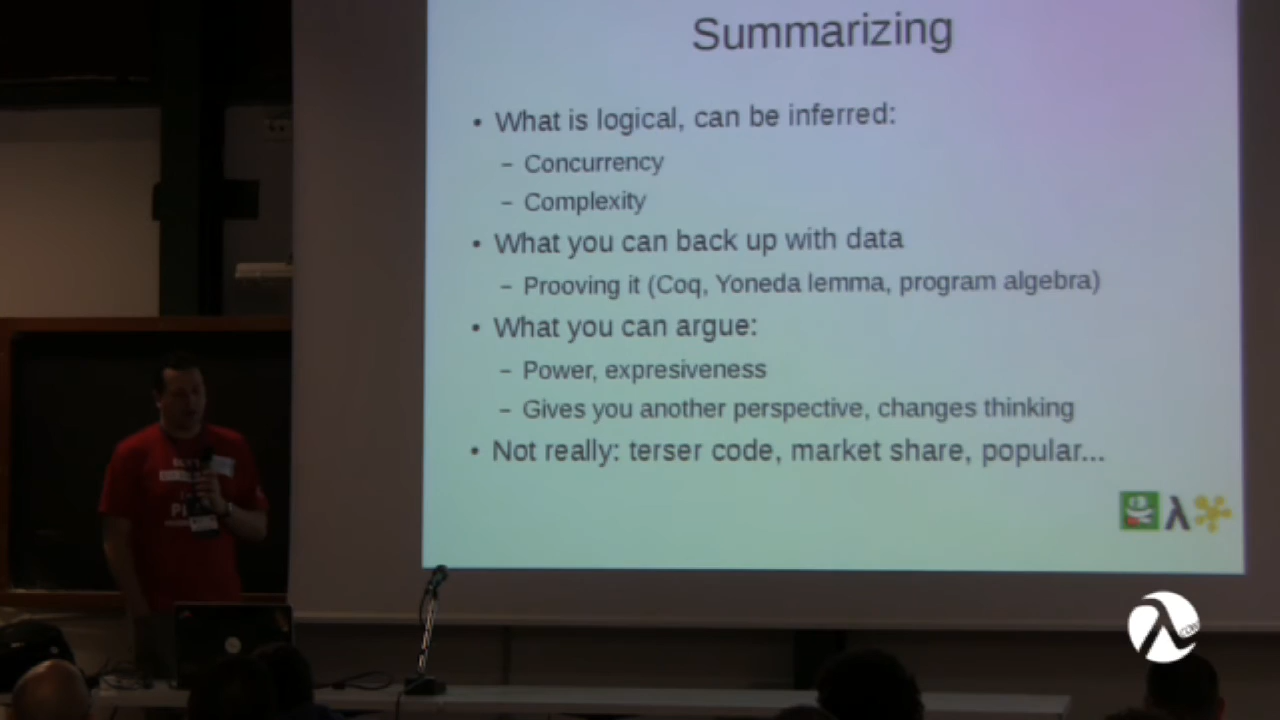 Summarizing
• What is logical, can be inferred:
– Concurrency
– Complexity
• What you can back up with data
– Prooving it (Coq, Yoneda lemma, program algebra)
• What you can argue:
– Power, expresiveness
– Gives you another perspective, changes thinking
• Not really: terser code, market share, popular...
λ
λ